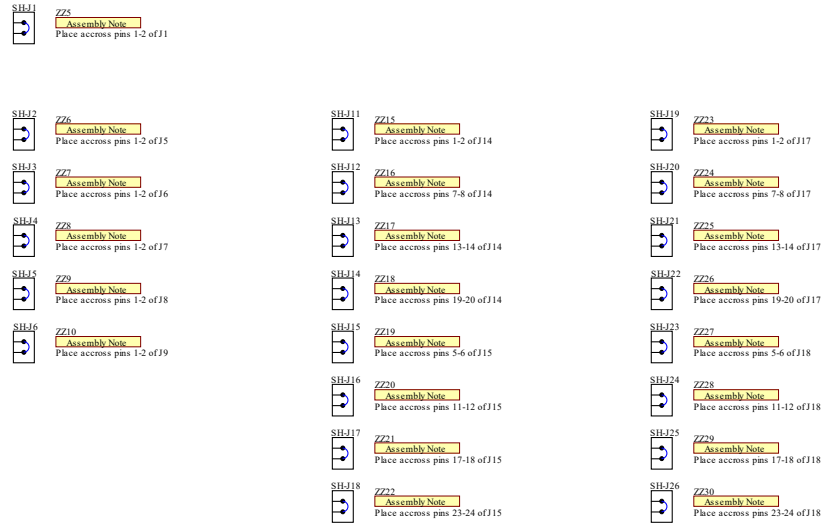 SH-J1
ZZ5
Assembly Note
Place accross pins 1-2 of J1
SH-J2
ZZ6
Assembly Note
Place accross pins 1-2 of J5
SH-J3
ZZ7
Assembly Note
Place accross pins 1-2 of J6
SH-J4
ZZ8
Assembly Note
Place accross pins 1-2 of J7
SH-J5
ZZ9
Assembly Note
Place accross pins 1-2 of J8
SH-J6
ZZ10
Assembly Note
Place accross pins 1-2 of J9
SH-J11
ZZ15
Assembly Note
Place accross pins 1-2 of J14
SH-J12
ZZ16
Assembly Note
Place accross pins 7-8 of J14
SH-J13
ZZ17
Assembly Note
Place accross pins 13-14 of J14
SH-J14
ZZ18
Assembly Note
Place accross pins 19-20 of J14
SH-J15
ZZ19
Assembly Note
Place accross pins 5-6 of J15
SH-J16
ZZ20
Assembly Note
Place accross pins 11-12 of J15
SH-J17
ZZ21
Assembly Note
Place accross pins 17-18 of J15
SH-J18
ZZ22
Assembly Note
Place accross pins 23-24 of J15
SH-J19
ZZ23
Assembly Note
Place accross pins 1-2 of J17
SH-J20
ZZ24
Assembly Note
Place accross pins 7-8 of J17
SH-J21
ZZ25
Assembly Note
Place accross pins 13-14 of J17
SH-J22
ZZ26
Assembly Note
Place accross pins 19-20 of J17
SH-J23
ZZ27
Assembly Note
Place accross pins 5-6 of J18
SH-J24
ZZ28
Assembly Note
Place accross pins 11-12 of J18
SH-J25
ZZ29
Assembly Note
Place accross pins 17-18 of J18
SH-J26
ZZ30
Assembly Note
Place accross pins 23-24 of J18